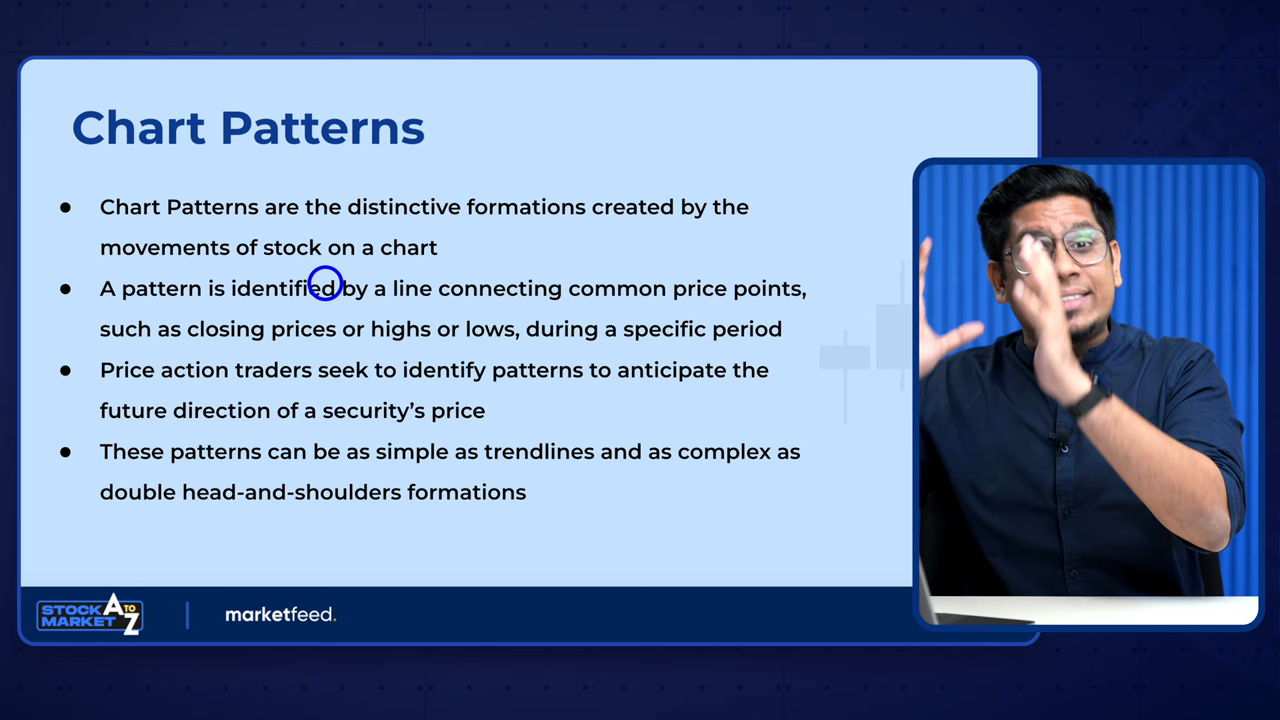 Chart Patterns
● Chart Patterns are the distinctive formations created by the
movements of stock on a chart
● A pattern is identified by a line connecting common price points,
such as closing prices or highs or lows, during a specific period
● Price action traders seek to identify patterns to anticipate the
future direction of a security’s price
● These patterns can be as simple as trendlines and as complex as
double head-and-shoulders formations
STOCK MARKET A TO Z
marketfeed.